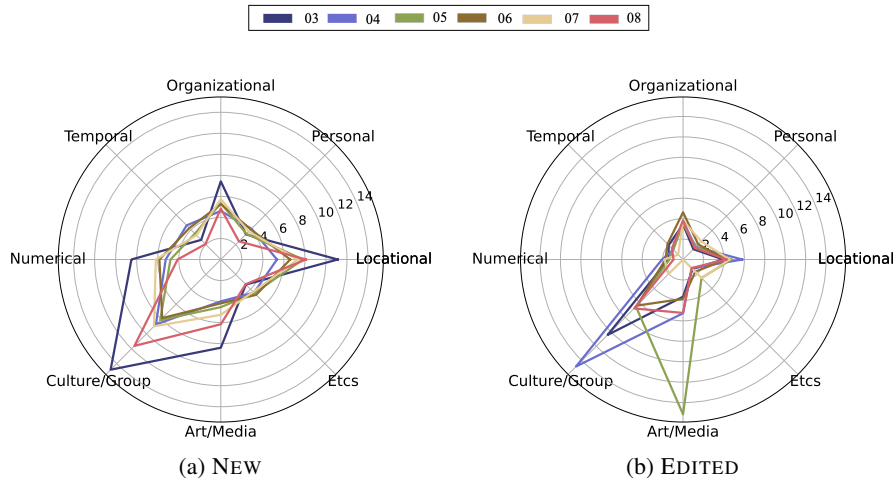 03 04 05 06 07 08
Organizational Organizational
Temporal Personal Temporal Personal
14 14
12 12
10 10
8 8
6 6
4 4
2 2
Numerical Locational Numerical Locational
Culture/Group Etcs Culture/Group Etcs
Art/Media Art/Media
(a) NEW (b) EDITED